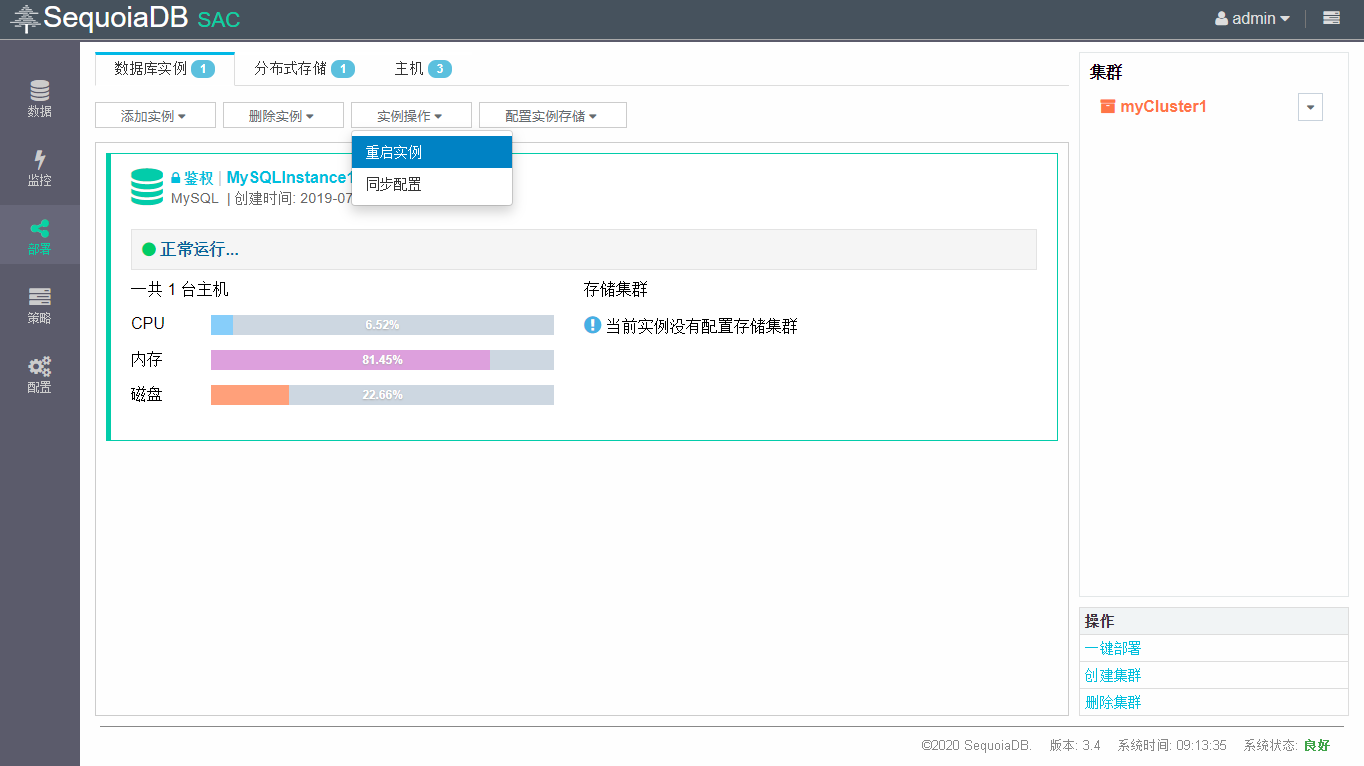 SequoiaDB SAC
admin
数据
监控
部署
策略
配置
数据库实例 1
分布式存储 1
主机 3
添加实例
删除实例
实例操作
配置实例存储
重启实例
同步配置
鉴权 | MySQLInstance1
MySQL | 创建时间: 2019-07
正常运行...
一共 1 台主机
CPU 6.52%
内存 81.45%
磁盘 22.66%
存储集群
当前实例没有配置存储集群
集群
myCluster1
操作
一键部署
创建集群
删除集群
©2020 SequoiaDB. 版本: 3.4 系统时间: 09:13:35 系统状态: 良好